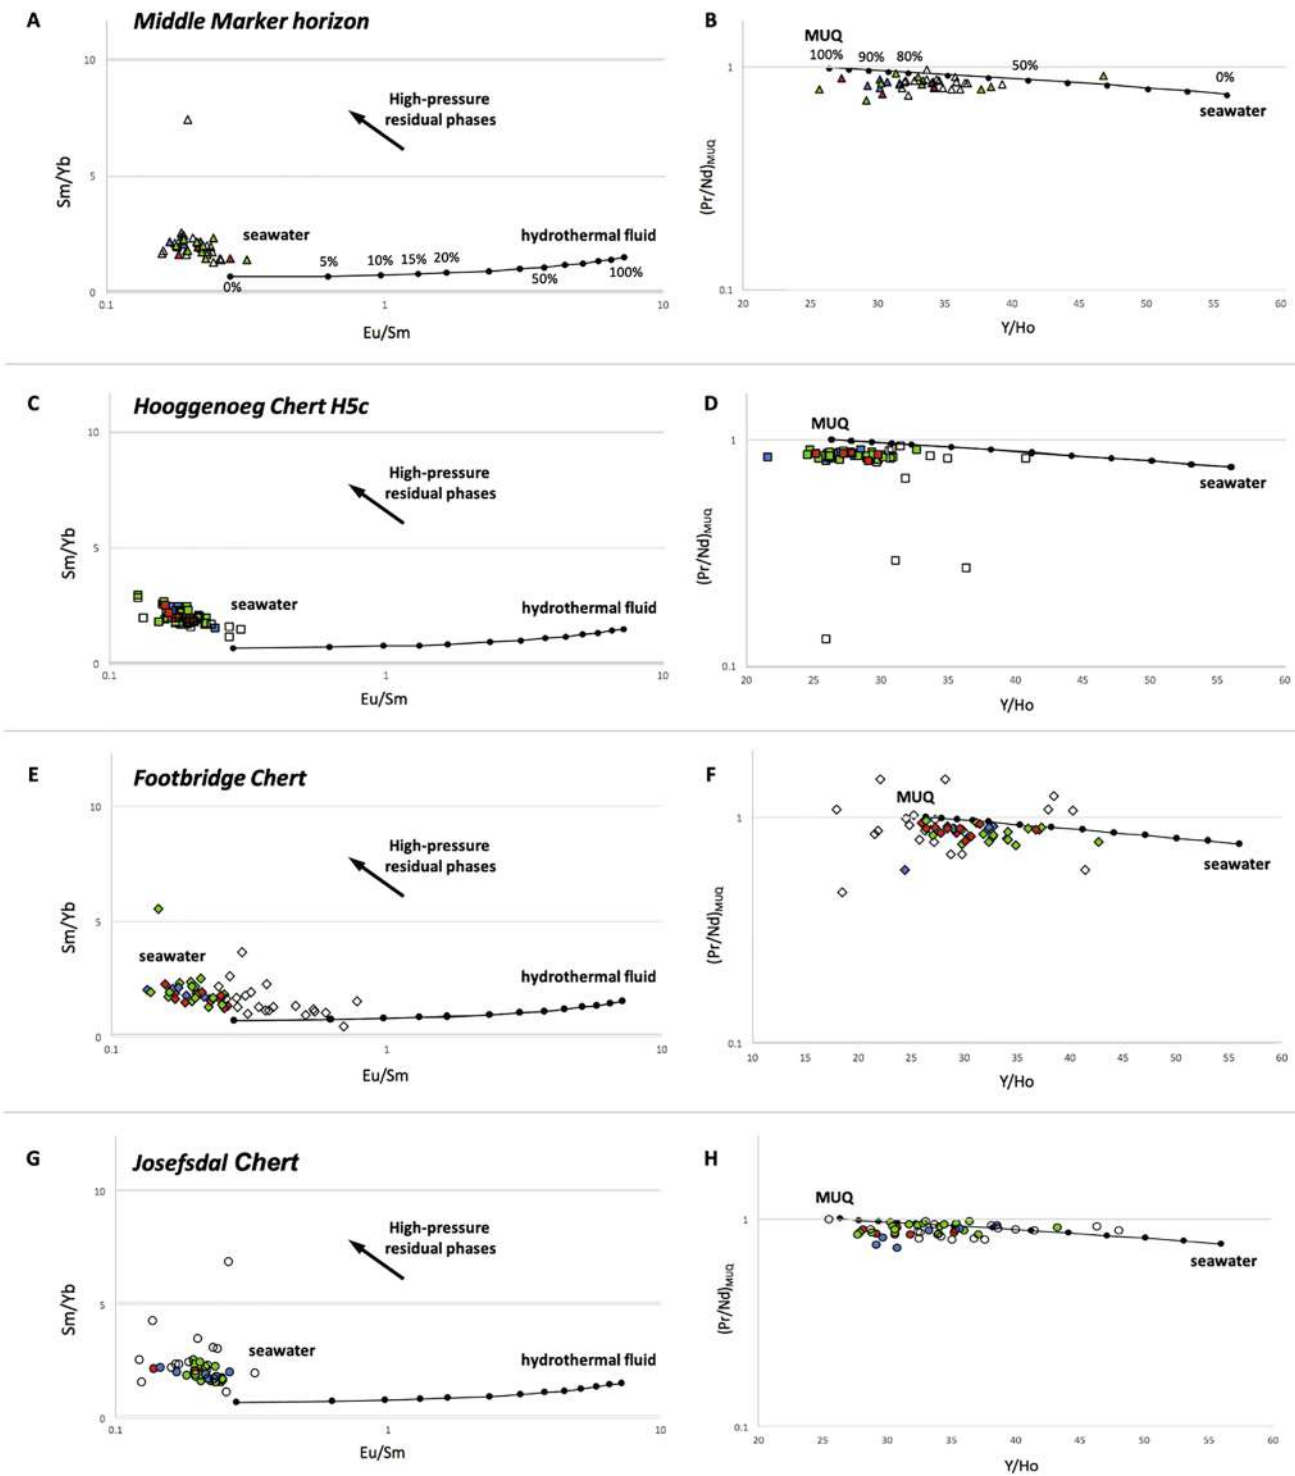 A
Middle Marker horizon
10
High-pressure
residual phases
Sm/Yb
5
seawater
hydrothermal fluid
5%
10%
15%
20%
50%
100%
0%
0
0.1
1
10
Eu/Sm
B
MUQ
100%
90%
80%
50%
0%
1
seawater
(Pr/Nd)MUQ
0.1
20
25
30
35
40
45
50
55
60
Y/Ho
C
Hooggenoeg Chert H5c
10
High-pressure
residual phases
Sm/Yb
5
seawater
hydrothermal fluid
0
0.1
1
10
Eu/Sm
D
MUQ
1
seawater
(Pr/Nd)MUQ
0.1
20
25
30
35
40
45
50
55
60
Y/Ho
E
Footbridge Chert
10
High-pressure
residual phases
Sm/Yb
5
seawater
hydrothermal fluid
0
0.1
1
10
Eu/Sm
F
MUQ
1
seawater
(Pr/Nd)MUQ
0.1
10
15
20
25
30
35
40
45
50
55
60
Y/Ho
G
Josefsdal Chert
10
High-pressure
residual phases
Sm/Yb
5
seawater
hydrothermal fluid
0
0.1
1
10
Eu/Sm
H
MUQ
1
seawater
(Pr/Nd)MUQ
0.1
20
25
30
35
40
45
50
55
60
Y/Ho